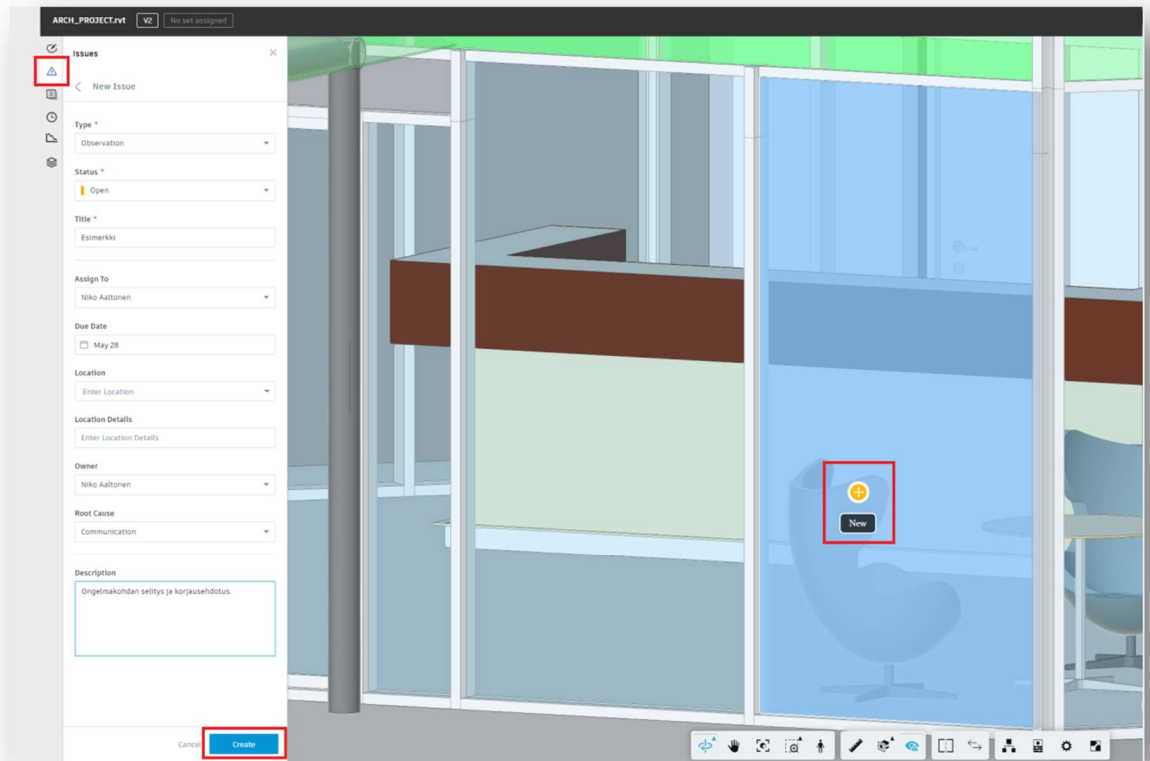 ARCH_PROJECT.rvt V2 No set assigned
Issues
New Issue
Type *
Observation
Status *
Open
Title *
Esimerkki
Assign To
Niko Aaltonen
Due Date
May 28
Location
Enter Location
Location Details
Enter Location Details
Owner
Niko Aaltonen
Root Cause
Communication
Description
Ongelmakohdan selitys ja korjausehdotus.
Cancel Create
New